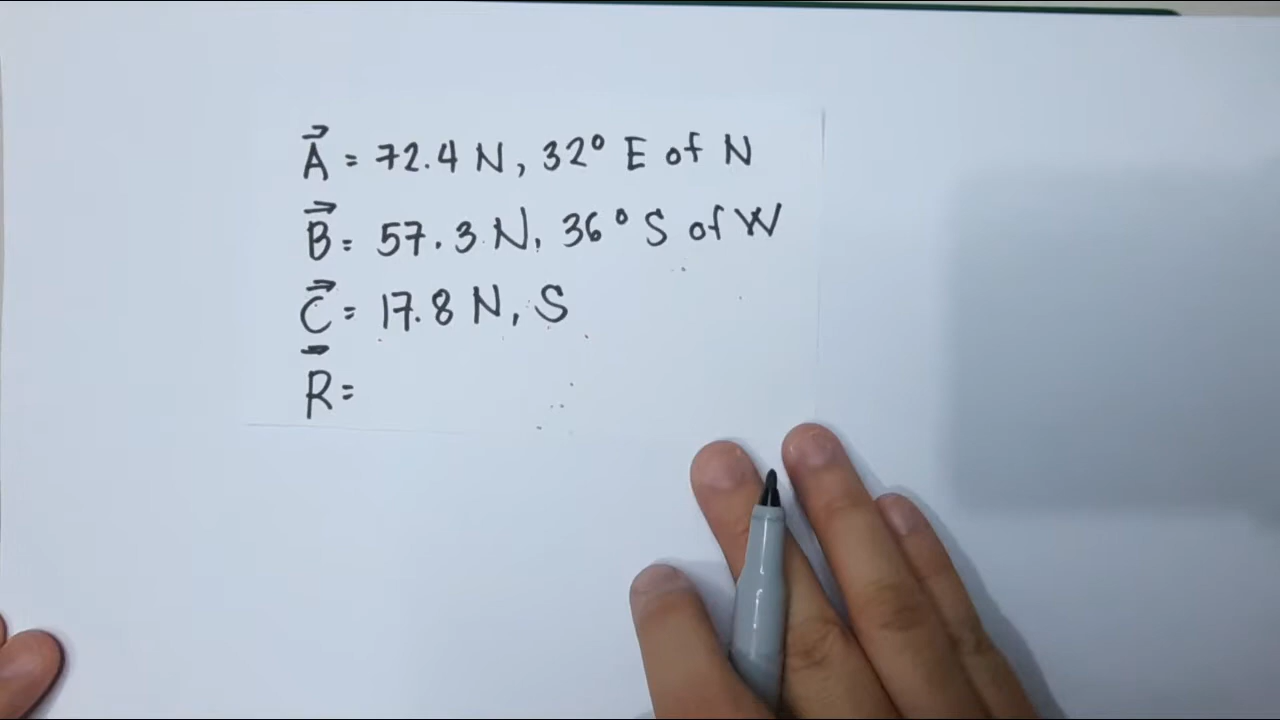 A⃗ = 72.4 N, 32° E of N
B⃗ = 57.3 N, 36° S of W
C⃗ = 17.8 N, S
R⃗ =